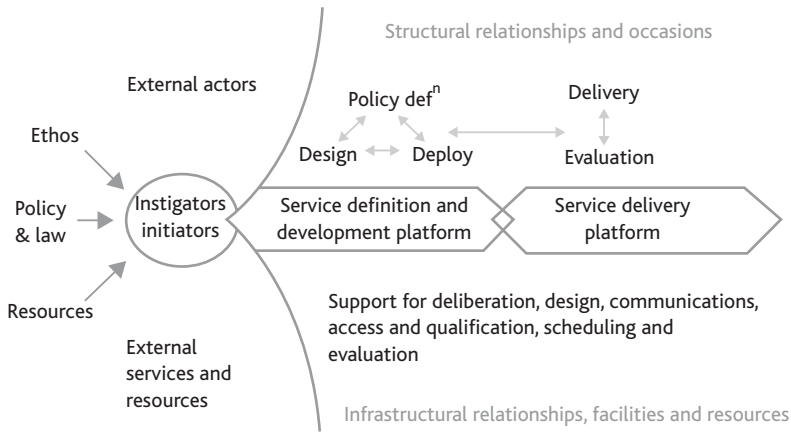 Structural relationships and occasions
External actors
Policy defⁿ
Delivery
Ethos
Design
Deploy
Evaluation
Policy
& law
Instigators
initiators
Service definition and
development platform
Service delivery
platform
Resources
Support for deliberation, design, communications,
access and qualification, scheduling and
evaluation
External
services and
resources
Infrastructural relationships, facilities and resources